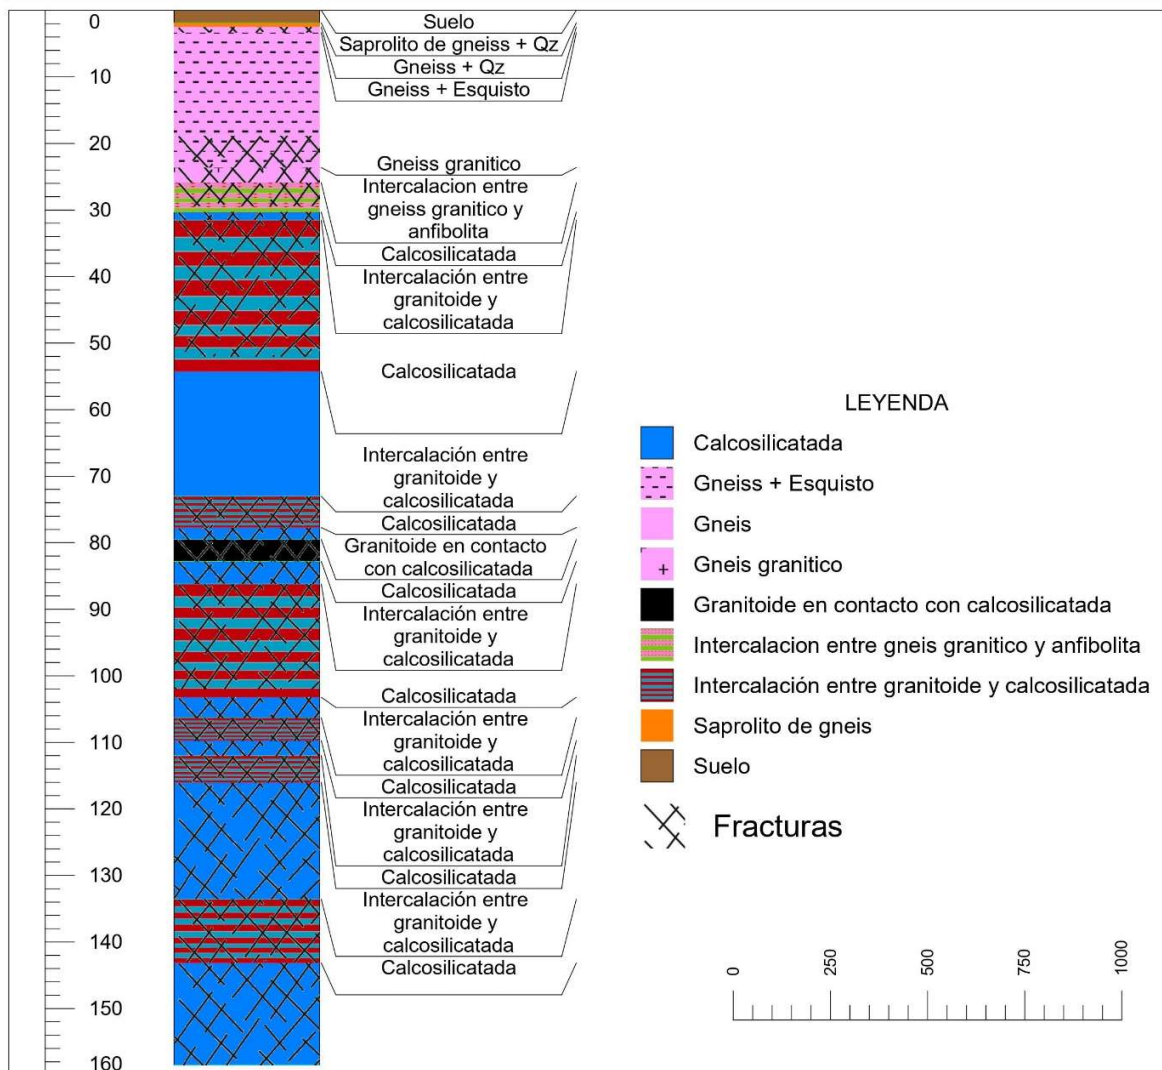 0
10
20
30
40
50
60
70
80
90
100
110
120
130
140
150
160
Suelo
Saprolito de gneiss + Qz
Gneiss + Qz
Gneiss + Esquisto
Gneiss granitico
Intercalacion entre
gneiss granitico y
anfibolita
Calcosilicatada
Intercalación entre
granitoide y
calcosilicatada
Calcosilicatada
Intercalación entre
granitoide y
calcosilicatada
Calcosilicatada
Granitoide en contacto
con calcosilicatada
Calcosilicatada
Intercalación entre
granitoide y
calcosilicatada
Calcosilicatada
Intercalación entre
granitoide y
calcosilicatada
Calcosilicatada
Intercalación entre
granitoide y
calcosilicatada
Calcosilicatada
Intercalación entre
granitoide y
calcosilicatada
Calcosilicatada
LEYENDA
Calcosilicatada
Gneiss + Esquisto
Gneis
Gneis granitico
Granitoide en contacto con calcosilicatada
Intercalacion entre gneis granitico y anfibolita
Intercalación entre granitoide y calcosilicatada
Saprolito de gneis
Suelo
Fracturas
0 250 500 750 1000